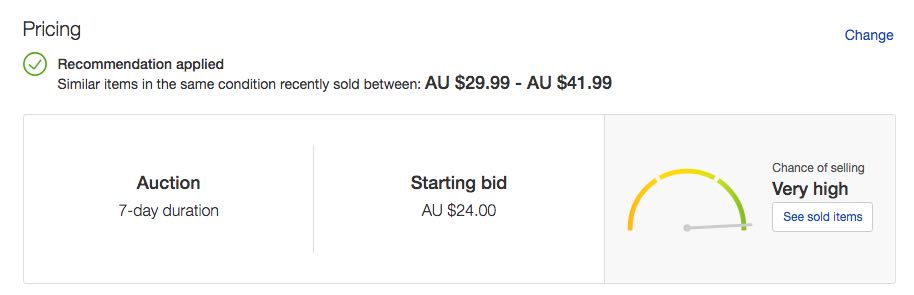 Pricing
Change
Recommendation applied
Similar items in the same condition recently sold between: AU $29.99 - AU $41.99
Auction
7-day duration
Starting bid
AU $24.00
Chance of selling
Very high
See sold items